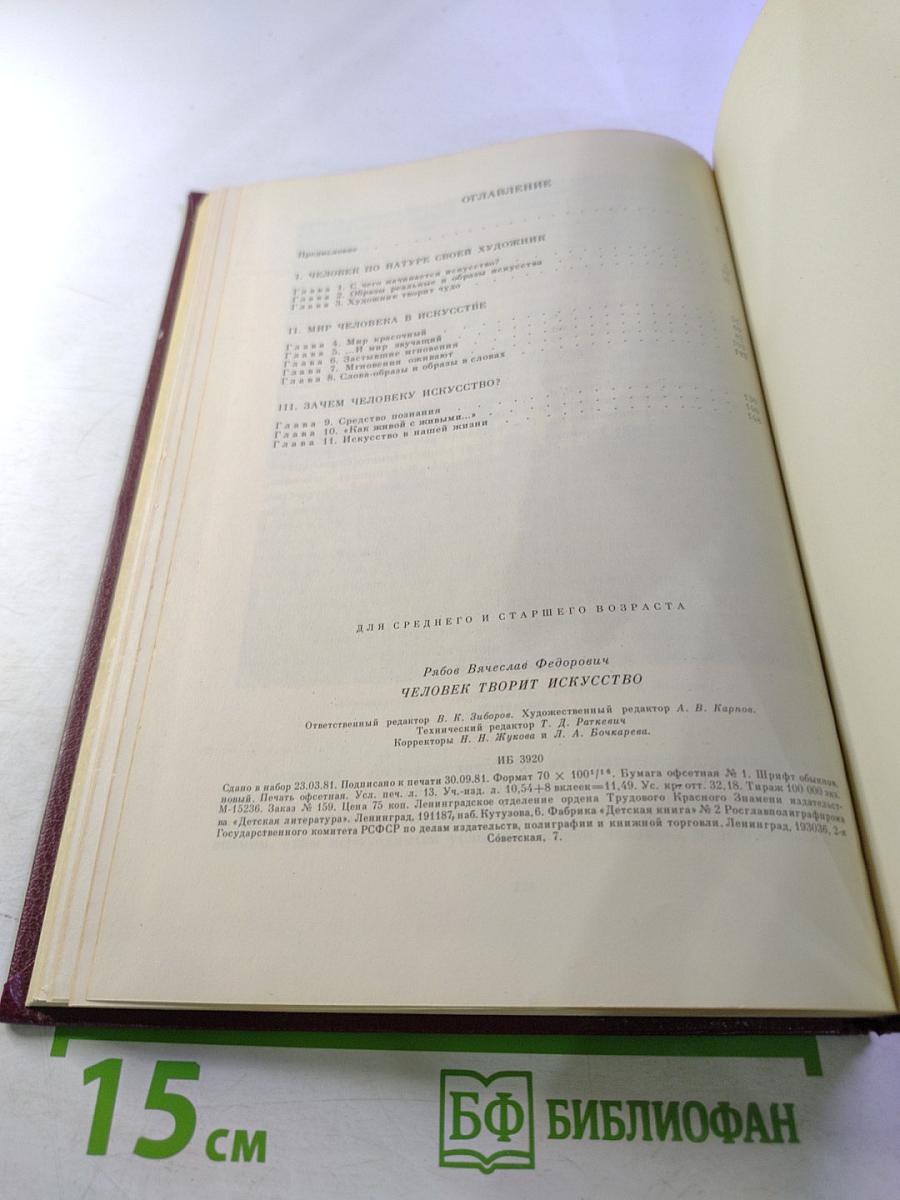 ОГЛАВЛЕНИЕ
Предисловие
I. ЧЕЛОВЕК ПО НАТУРЕ СВОЕЙ ХУДОЖНИК
Глава 1. С чего начинается искусство?
Глава 2. Образы реальные и образы искусства
Глава 3. Художник творит чудо
II. МИР ЧЕЛОВЕКА В ИСКУССТВЕ
Глава 4. Мир красочный
Глава 5. ...И мир звучащий
Глава 6. Застывшие мгновения
Глава 7. Мгновения оживают
Глава 8. Слова-образы и образы в словах
III. ЗАЧЕМ ЧЕЛОВЕКУ ИСКУССТВО?
Глава 9. Средство познания
Глава 10. «Как живой с живыми...»
Глава 11. Искусство в нашей жизни
ДЛЯ СРЕДНЕГО И СТАРШЕГО ВОЗРАСТА
Рябов Вячеслав Федорович
ЧЕЛОВЕК ТВОРИТ ИСКУССТВО
Ответственный редактор В. К. Зиборов. Художественный редактор А. В. Карпов.
Технический редактор Т. Д. Раткевич
Корректоры Н. Н. Жукова и Л. А. Бочкарева.
ИБ 3920
Сдано в набор 23.03.81. Подписано к печати 30.09.81. Формат 70 × 100¹/¹⁶. Бумага офсетная № 1. Шрифт обыкнов.
новый. Печать офсетная. Усл. печ. л. 13. Уч.-изд. л. 10,54+8 вклеек=11,49. Ус. кр-отт. 32,18. Тираж 100 000 экз.
М-15236. Заказ № 159. Цена 75 коп. Ленинградское отделение ордена Трудового Красного Знамени издательст-
ва «Детская литература». Ленинград, 191187, наб. Кутузова, 6. Фабрика «Детская книга» № 2 Росглавполиграфпрома
Государственного комитета РСФСР по делам издательств, полиграфии и книжной торговли. Ленинград, 193036, 2-я
Советская, 7.
15 см
БФ БИБЛИОФАН